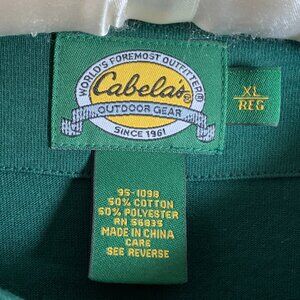 WORLD'S FOREMOST OUTFITTER®
Cabela's®
OUTDOOR GEAR
SINCE 1961
XL
REG
95-1098
50% COTTON
50% POLYESTER
RN 56835
MADE IN CHINA
CARE
SEE REVERSE